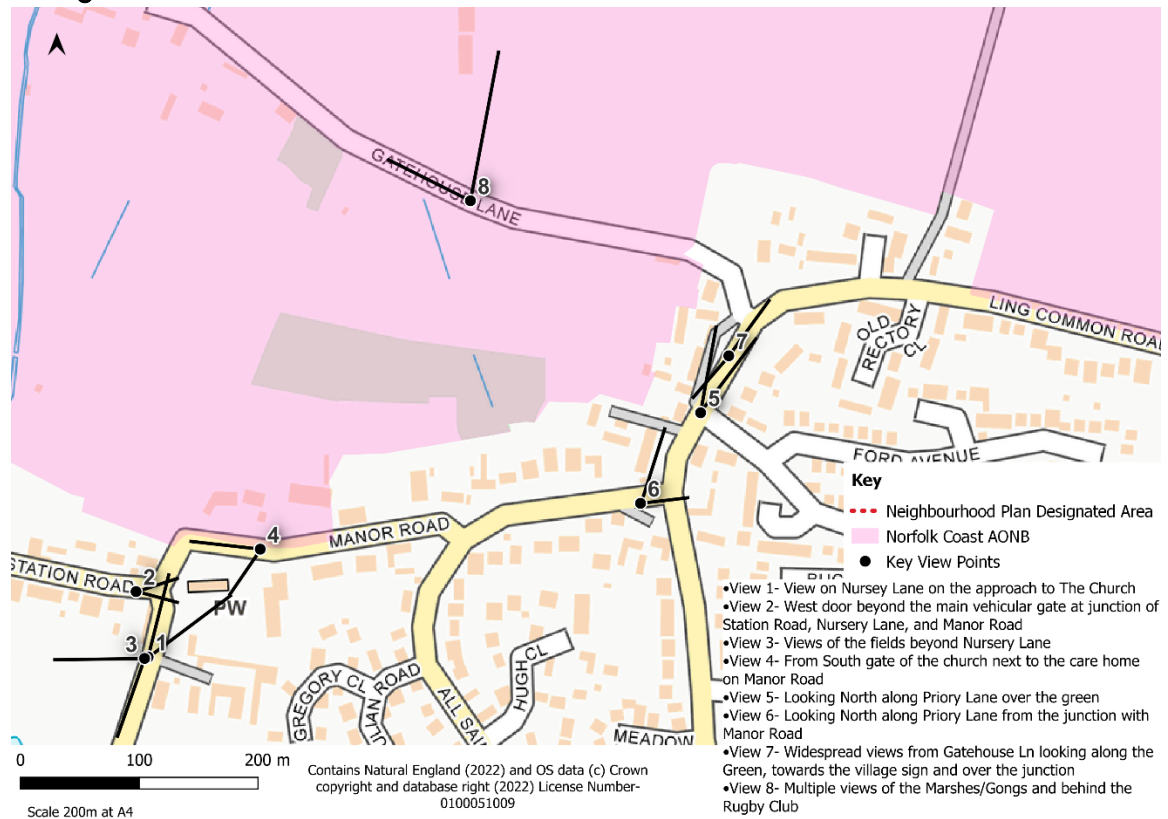 GATEHOUSE LANE
8
7
5
6
4
2
3
1
LING COMMON ROAD
OLD
RECTORY
CL
FORD AVENUE
MANOR ROAD
STATION ROAD
PW
GREGORY CL
JLIAN ROAD
ALL SAI
HUGH CL
MEADOW
Key
Neighbourhood Plan Designated Area
Norfolk Coast AONB
Key View Points
•View 1- View on Nursey Lane on the approach to The Church
•View 2- West door beyond the main vehicular gate at junction of
Station Road, Nursery Lane, and Manor Road
•View 3- Views of the fields beyond Nursery Lane
•View 4- From South gate of the church next to the care home
on Manor Road
•View 5- Looking North along Priory Lane over the green
•View 6- Looking North along Priory Lane from the junction with
Manor Road
•View 7- Widespread views from Gatehouse Ln looking along the
Green, towards the village sign and over the junction
•View 8- Multiple views of the Marshes/Gongs and behind the
Rugby Club
0 100 200 m
Scale 200m at A4
Contains Natural England (2022) and OS data (c) Crown
copyright and database right (2022) License Number-
0100051009